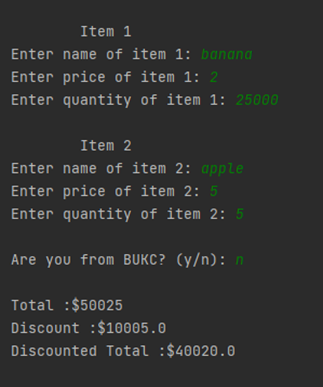 Item 1
Enter name of item 1: banana
Enter price of item 1: 2
Enter quantity of item 1: 25000
Item 2
Enter name of item 2: apple
Enter price of item 2: 5
Enter quantity of item 2: 5
Are you from BUKC? (y/n): n
Total :$50025
Discount :$10005.0
Discounted Total :$40020.0